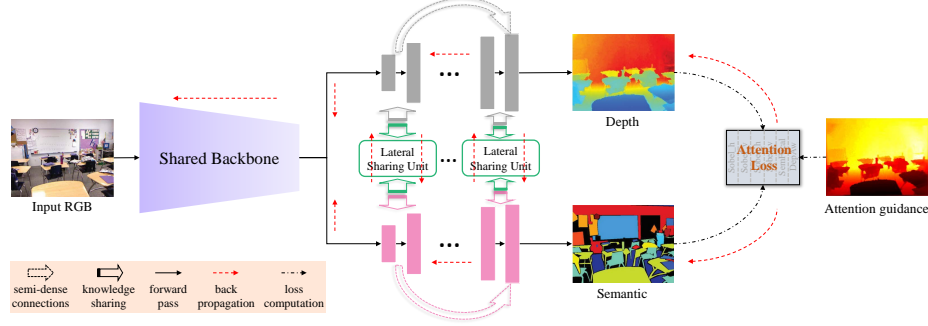 Input RGB
Shared Backbone
Lateral
Sharing Unit
Lateral
Sharing Unit
...
...
...
Depth
Semantic
Attention
Loss
Attention guidance
semi-dense
connections
knowledge
sharing
forward
pass
back
propagation
loss
computation